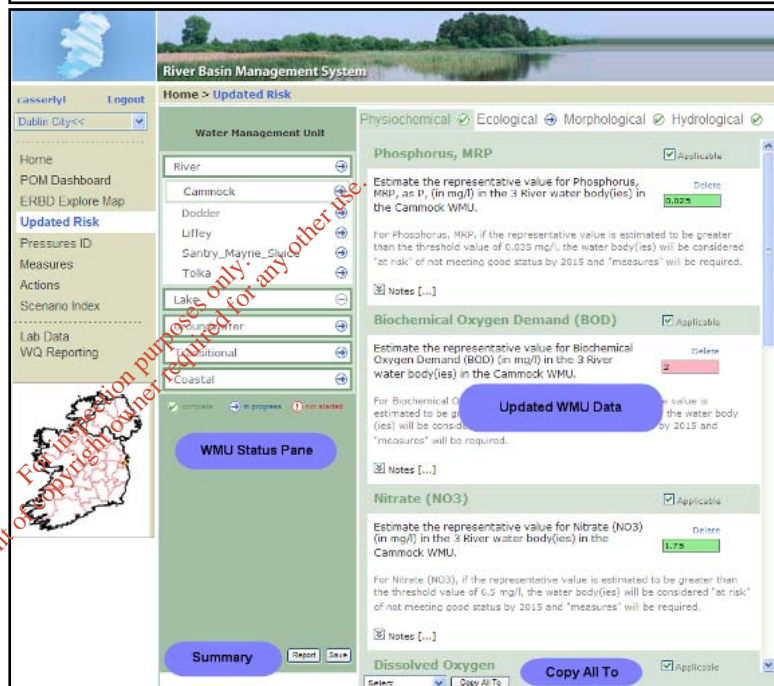 River Basin Management System
casserlyl Logout
Dublin City<<
Home
POM Dashboard
ERBD Explore Map
Updated Risk
Pressures ID
Measures
Actions
Scenario Index
Lab Data
WQ Reporting
Home > Updated Risk
Water Management Unit
River
Cammock
Dodder
Liffey
Santry_Mayne_Sluice
Tolka
Lake
Groundwater
Transitional
Coastal
complete in progress not started
WMU Status Pane
Summary
Report Save
Physiochemical Ecological Morphological Hydrological
Phosphorus, MRP Applicable
Estimate the representative value for Phosphorus,
MRP, as P, (in mg/l) in the 3 River water body(ies) in
the Cammock WMU.
Delete
0.025
For Phosphorus, MRP, if the representative value is estimated to be greater
than the threshold value of 0.035 mg/l, the water body(ies) will be considered
"at risk" of not meeting good status by 2015 and "measures" will be required.
Notes [...]
Biochemical Oxygen Demand (BOD) Applicable
Estimate the representative value for Biochemical
Oxygen Demand (BOD) (in mg/l) in the 3 River
water body(ies) in the Cammock WMU.
Delete
2
For Biochemical O
e value is
estimated to be
the water body
(ies) will be
by 2015 and
"measures" will be required.
Updated WMU Data
Notes [...]
Nitrate (NO3) Applicable
Estimate the representative value for Nitrate (NO3)
(in mg/l) in the 3 River water body(ies) in the
Cammock WMU.
Delete
1.75
For Nitrate (NO3), if the representative value is estimated to be greater than
the threshold value of 6.5 mg/l, the water body(ies) will be considered "at risk"
of not meeting good status by 2015 and "measures" will be required.
Notes [...]
Dissolved Oxygen Applicable
Select Copy All To
Copy All To
For inspection purposes only.
t of copyright owner required for any other use.